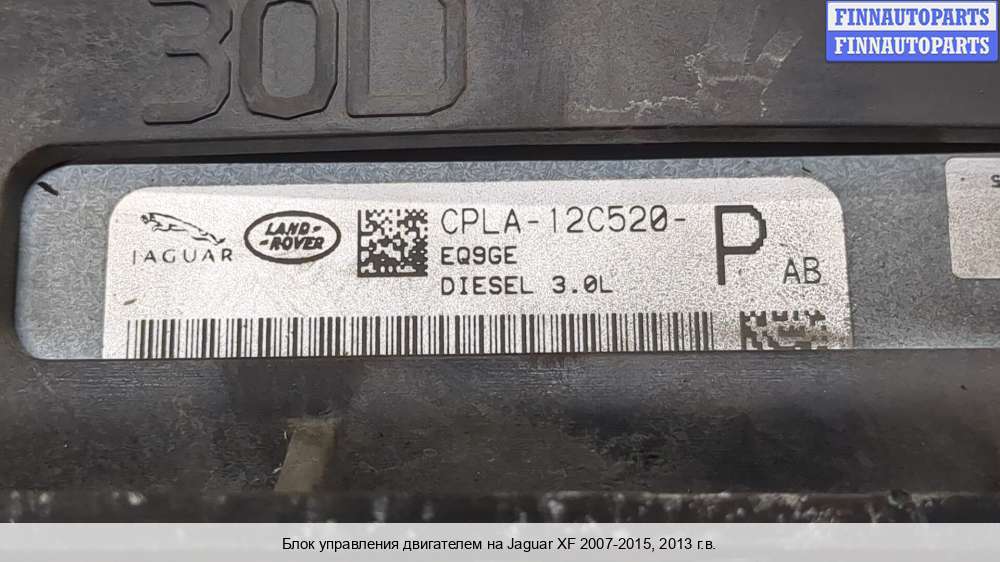 30D
FINNAUTOPARTS
FINNAUTOPARTS
JAGUAR
LAND-
-ROVER
CPLA-12C520-
EQ9GE
DIESEL 3.0L
P
AB
S
Блок управления двигателем на Jaguar XF 2007-2015, 2013 г.в.